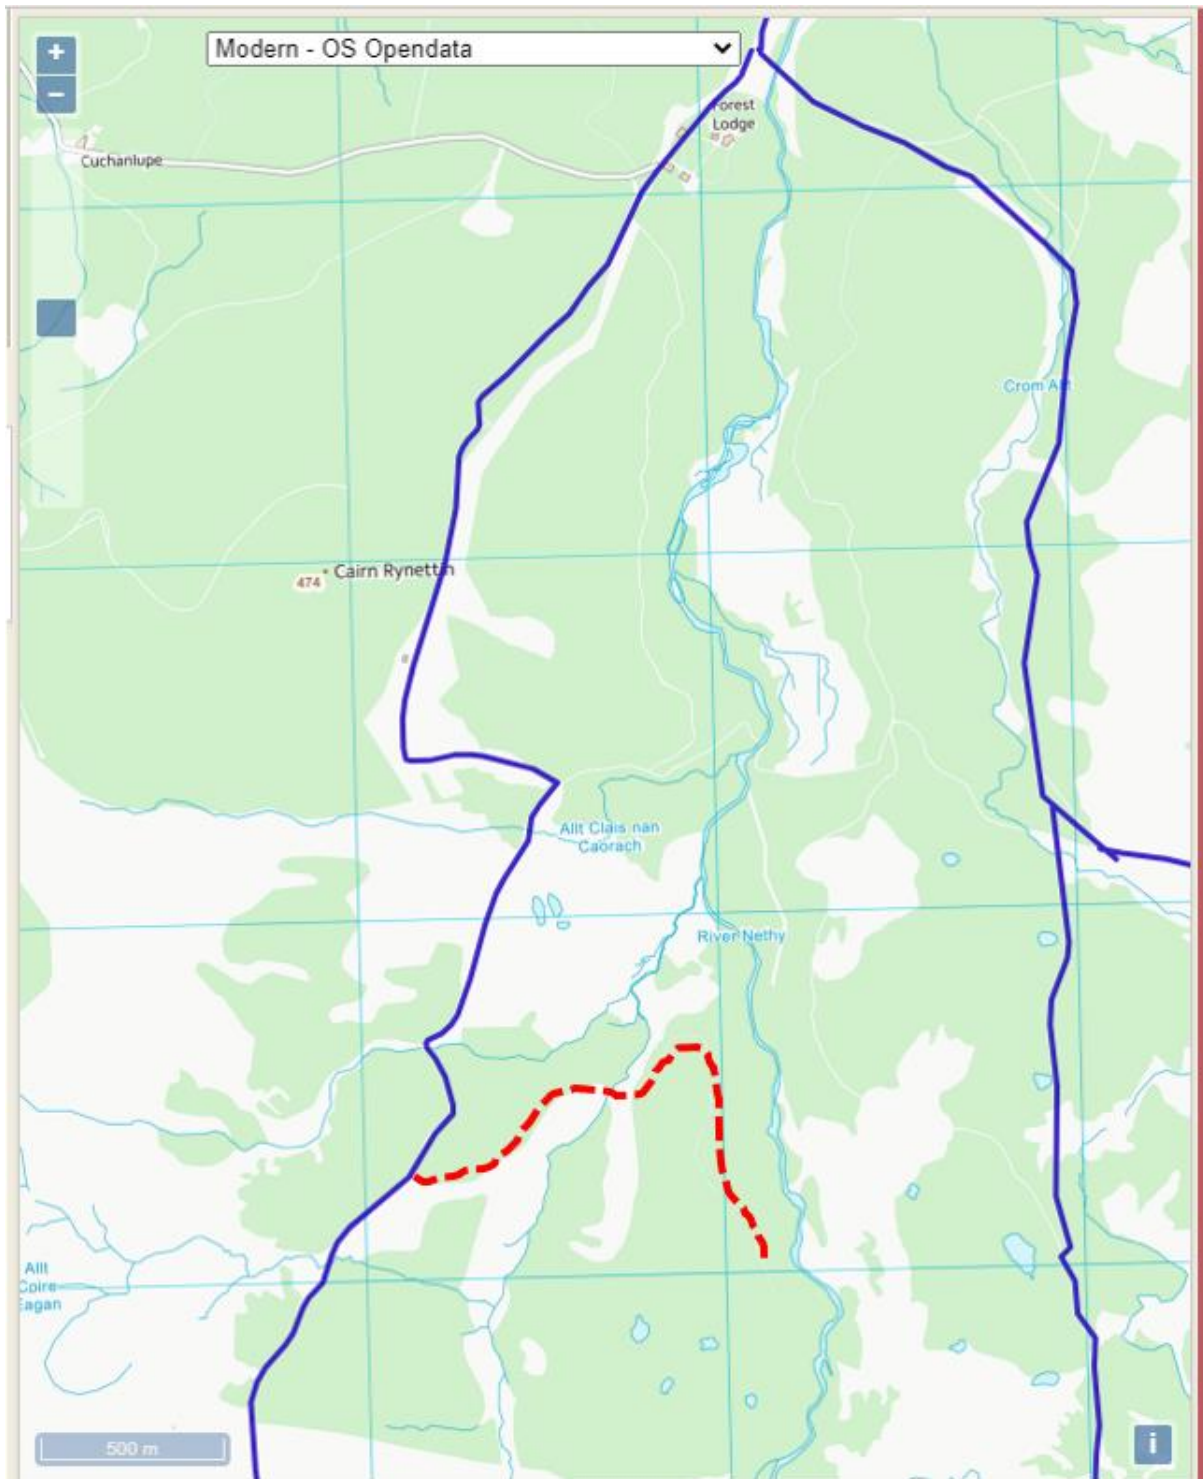 +
Modern - OS Opendata
−
Forest
Lodge
Cuchanlupe
Crom Allt
Cairn Rynettin
474
Allt Clais nan
Caorach
River Nethy
Allt
Coire
Eagan
500 m
i